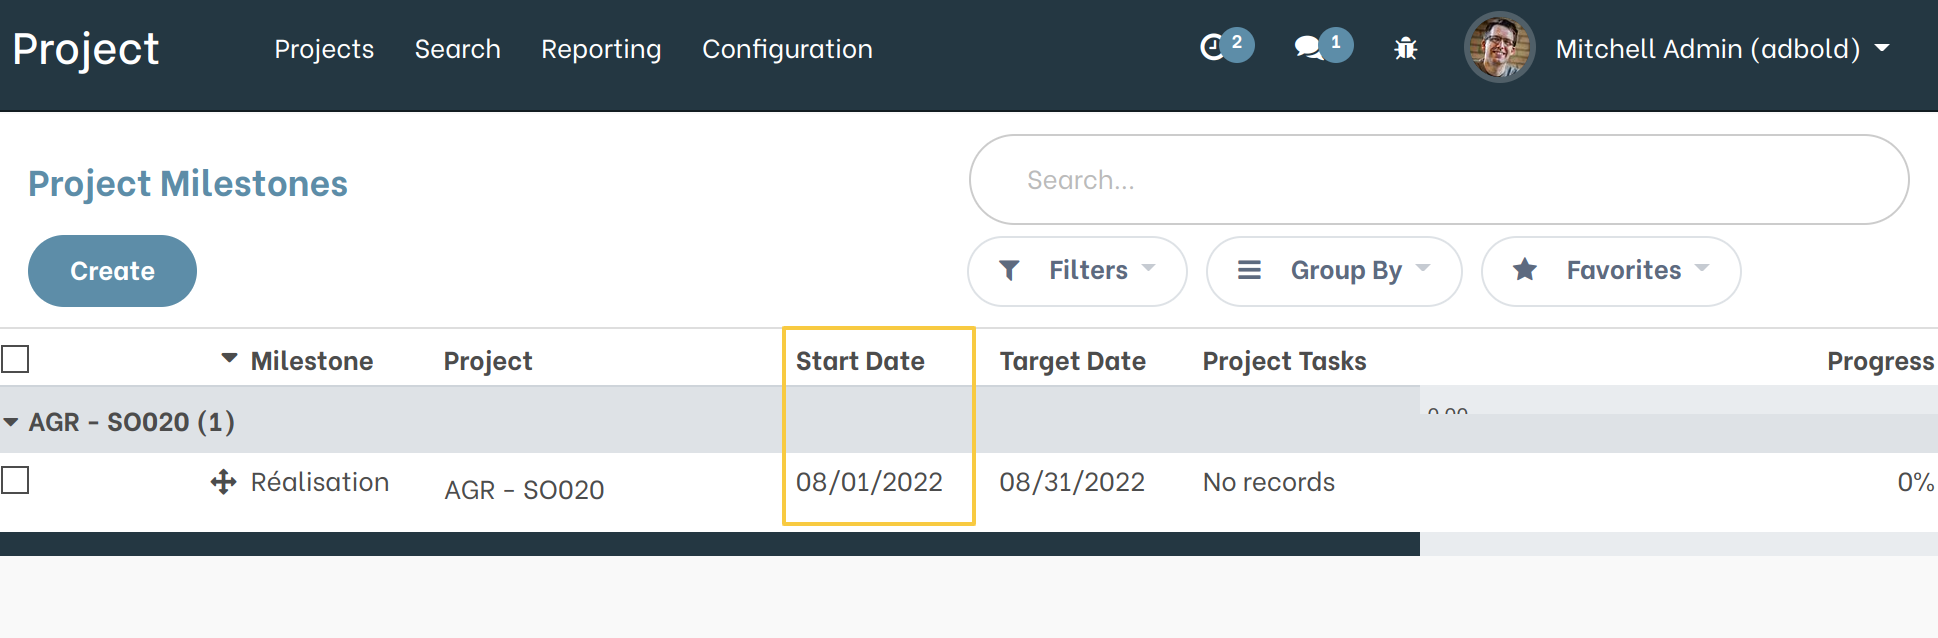 Project Projects Search Reporting Configuration 2 1 Mitchell Admin (adbold)
Project Milestones
Search...
Create
Filters Group By Favorites
Milestone Project Start Date Target Date Project Tasks Progress
AGR - SO020 (1)
Réalisation AGR - SO020 08/01/2022 08/31/2022 No records 0%